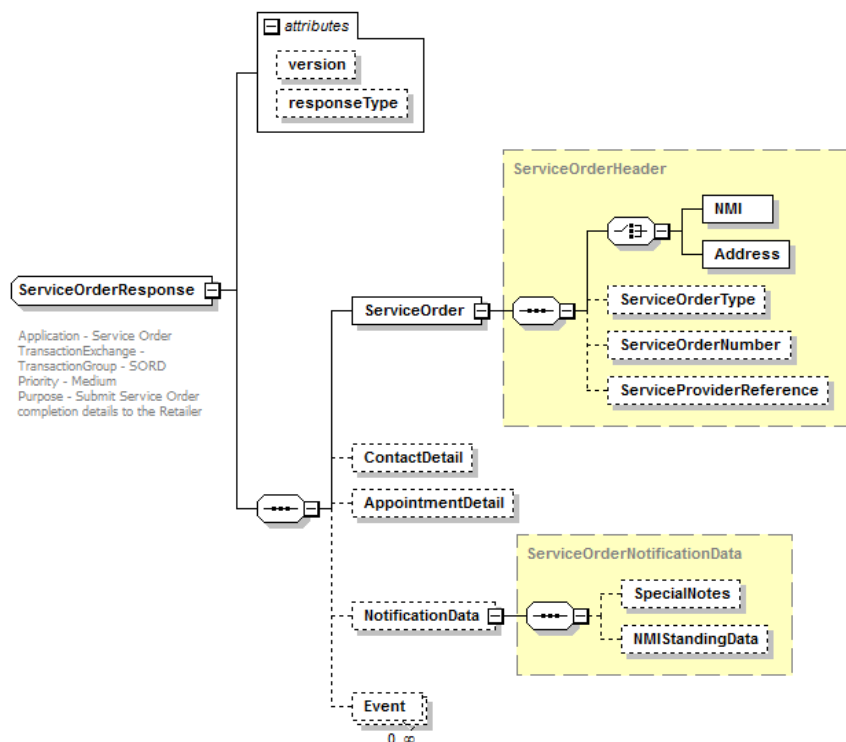 attributes
version
responseType
ServiceOrderHeader
NMI
Address
ServiceOrderResponse
ServiceOrder
ServiceOrderType
ServiceOrderNumber
ServiceProviderReference
Application - Service Order
TransactionExchange -
TransactionGroup - SORD
Priority - Medium
Purpose - Submit Service Order
completion details to the Retailer
ContactDetail
AppointmentDetail
ServiceOrderNotificationData
SpecialNotes
NotificationData
NMIStandingData
Event
0..∞